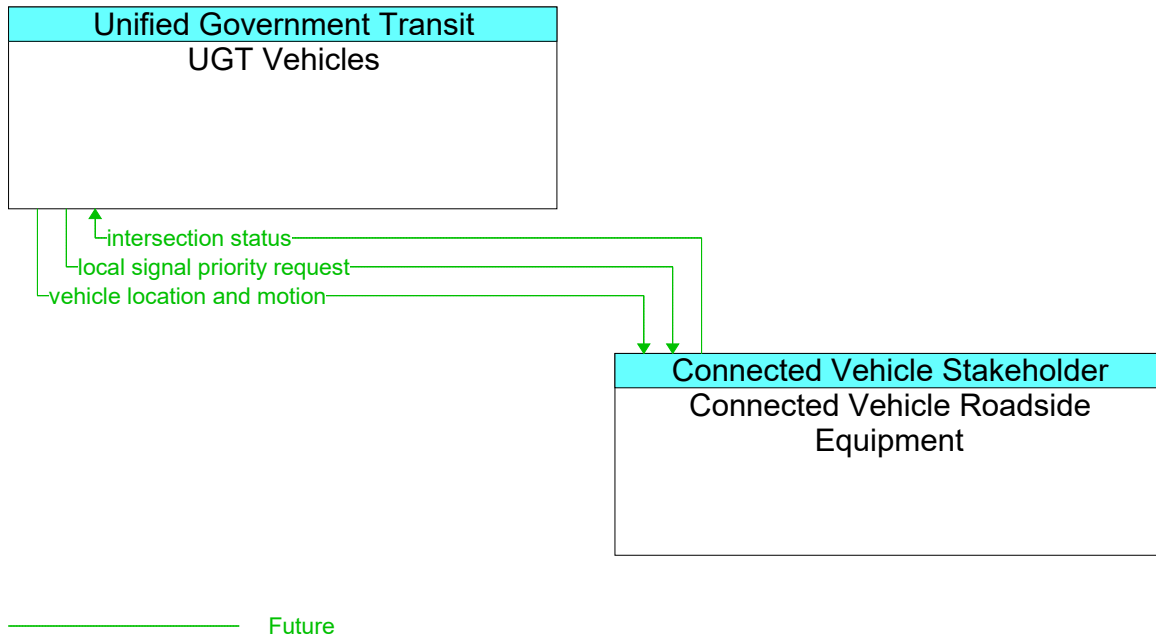 Unified Government Transit
UGT Vehicles
intersection status
local signal priority request
vehicle location and motion
Connected Vehicle Stakeholder
Connected Vehicle Roadside
Equipment
Future